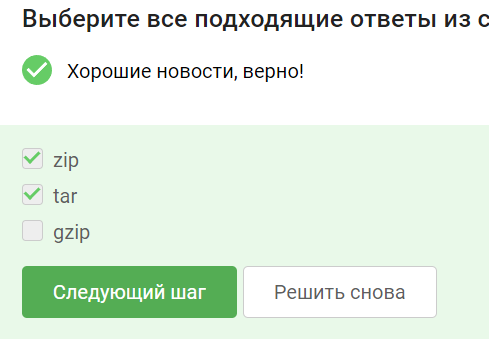 Выберите все подходящие ответы из с
Хорошие новости, верно!
zip
tar
gzip
Следующий шаг
Решить снова